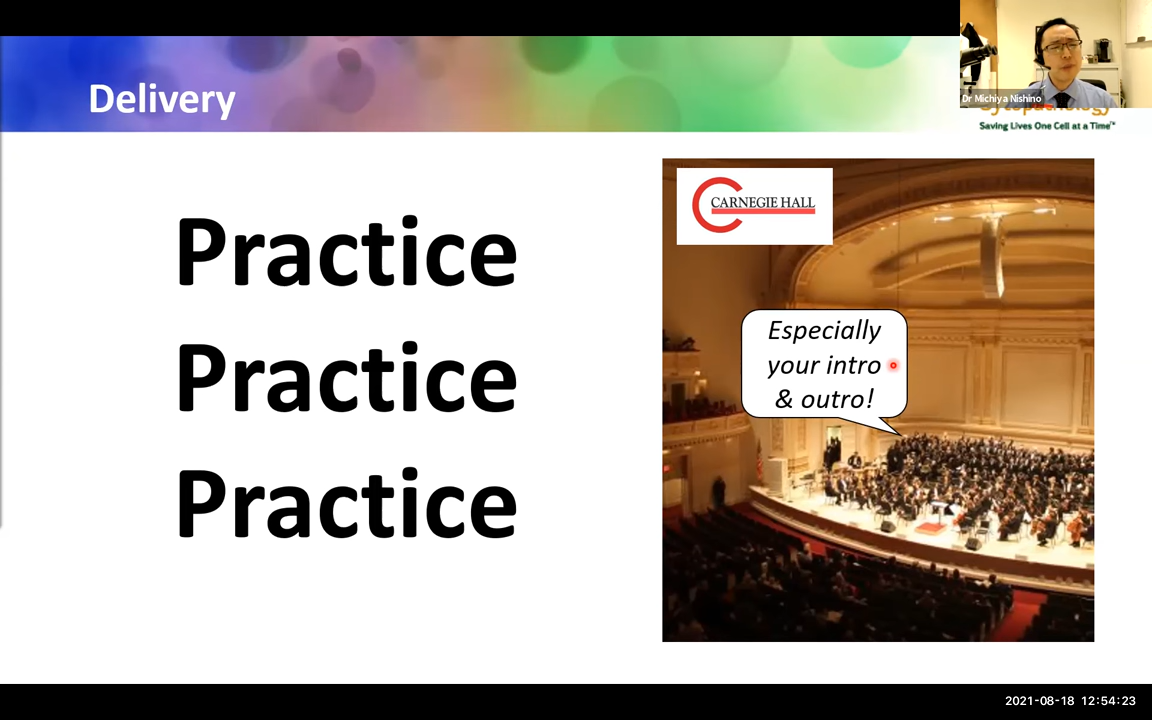 Delivery
Dr Michiya Nishino
Cytopathology
Saving Lives One Cell at a Time™
CARNEGIE HALL
Practice
Practice
Practice
Especially
your intro
& outro!
2021-08-18 12:54:23